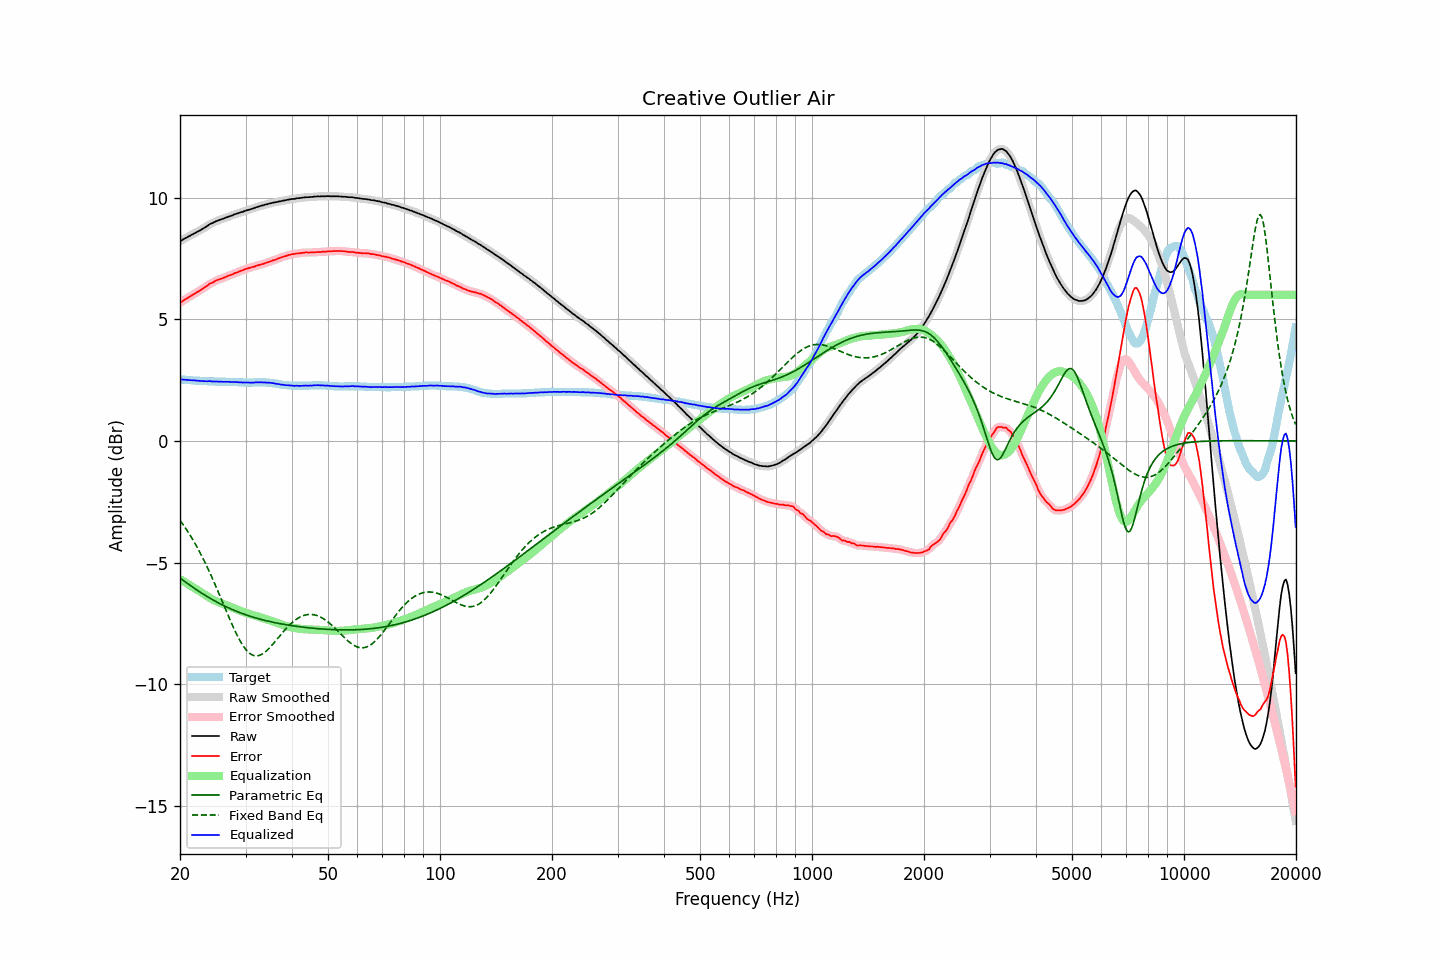 Creative Outlier Air
Amplitude (dBr)
10
5
0
−5
−10
−15
Target
Raw Smoothed
Error Smoothed
Raw
Error
Equalization
Parametric Eq
Fixed Band Eq
Equalized
20 50 100 200 500 1000 2000 5000 10000 20000
Frequency (Hz)